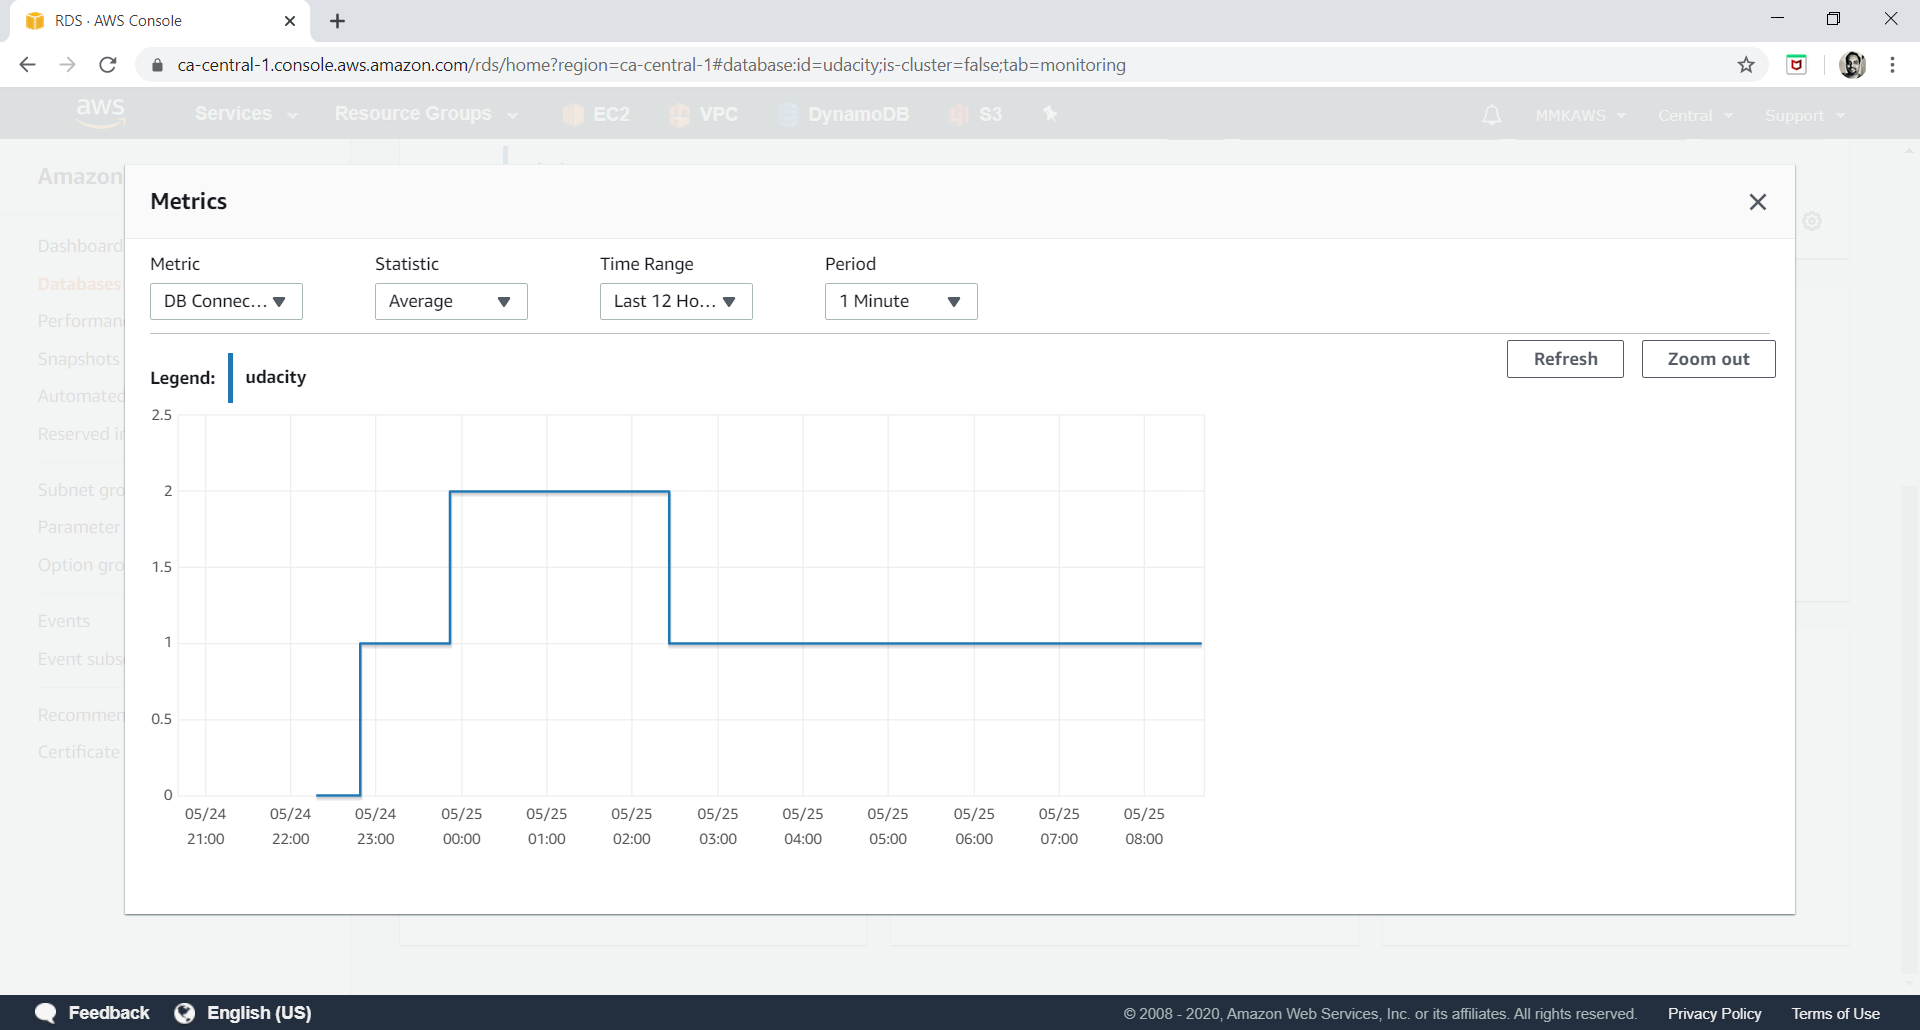 RDS · AWS Console
ca-central-1.console.aws.amazon.com/rds/home?region=ca-central-1#database:id=udacity;is-cluster=false;tab=monitoring
aws Services Resource Groups EC2 VPC DynamoDB S3 MMKAWS Central Support
Amazon
Dashboard
Databases
Performan
Snapshots
Automated
Reserved in
Subnet gro
Parameter
Option gro
Events
Event subs
Recommen
Certificate
Metrics
Metric Statistic Time Range Period
DB Connec... Average Last 12 Ho... 1 Minute
Refresh Zoom out
Legend: udacity
2.5
2
1.5
1
0.5
0
05/24 05/24 05/24 05/25 05/25 05/25 05/25 05/25 05/25 05/25 05/25 05/25
21:00 22:00 23:00 00:00 01:00 02:00 03:00 04:00 05:00 06:00 07:00 08:00
Feedback English (US) © 2008 - 2020, Amazon Web Services, Inc. or its affiliates. All rights reserved. Privacy Policy Terms of Use